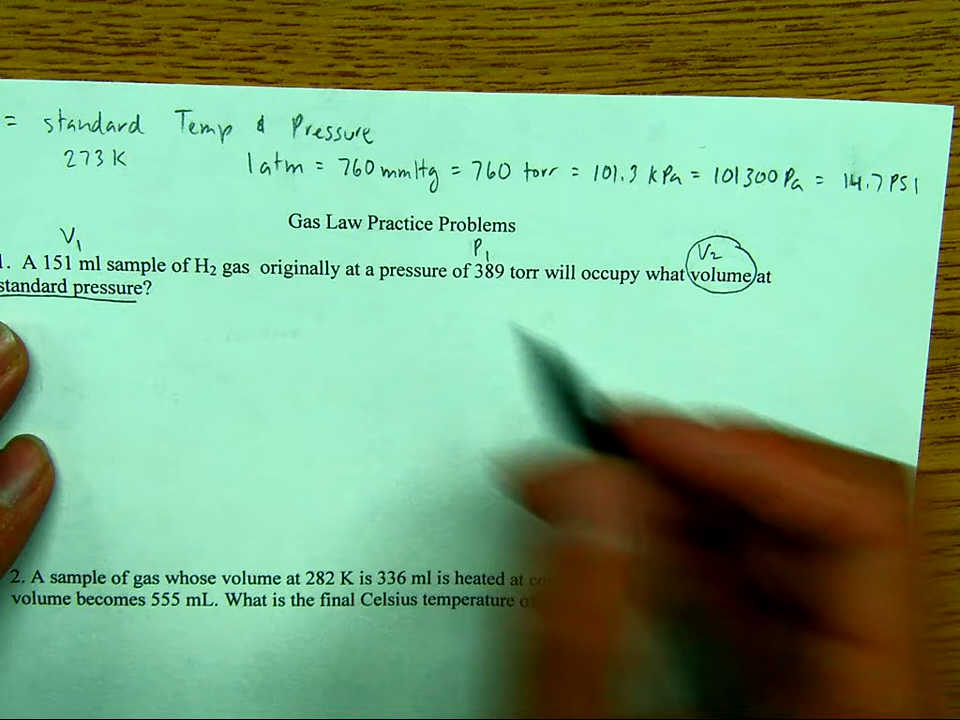 = standard Temp & Pressure
273 K 1 atm = 760 mmHg = 760 torr = 101.3 kPa = 101300 Pa = 14.7 PSI
Gas Law Practice Problems
V1 P1 V2
1. A 151 ml sample of H2 gas originally at a pressure of 389 torr will occupy what volume at
standard pressure?
2. A sample of gas whose volume at 282 K is 336 ml is heated at
volume becomes 555 mL. What is the final Celsius temperature